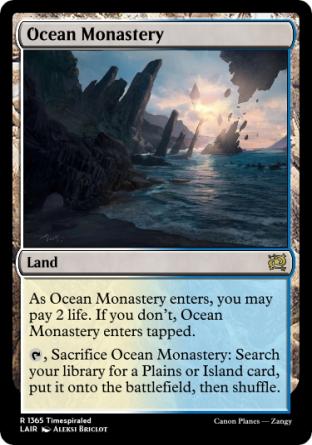 Ocean Monastery
Land
As Ocean Monastery enters, you may
pay 2 life. If you don't, Ocean
Monastery enters tapped.
, Sacrifice Ocean Monastery: Search
your library for a Plains or Island card,
put it onto the battlefield, then shuffle.
R 1365 Timespiraled
Canon Planes — Zangy
LAIR Aleksi Briclot